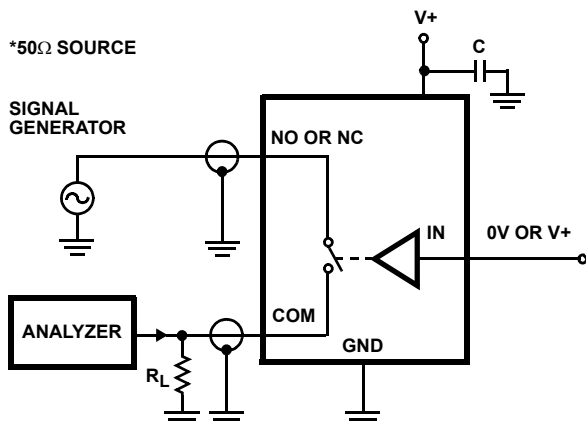 V+
*50Ω SOURCE
C
SIGNAL
GENERATOR
NO OR NC
IN
0V OR V+
COM
ANALYZER
GND
RL